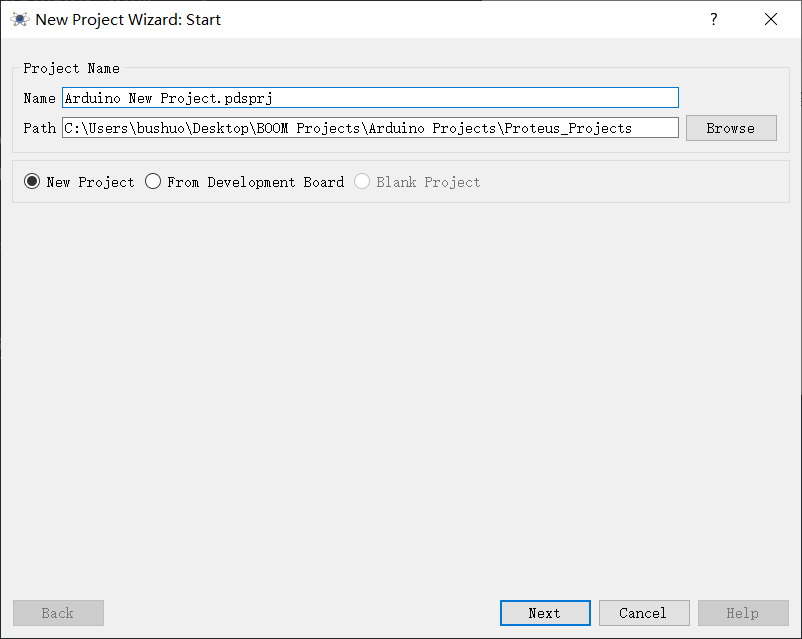 New Project Wizard: Start ?
Project Name
Name Arduino New Project.pdsprj
Path C:\Users\bushuo\Desktop\BOOM Projects\Arduino Projects\Proteus_Projects Browse
New Project From Development Board Blank Project
Back Next Cancel Help